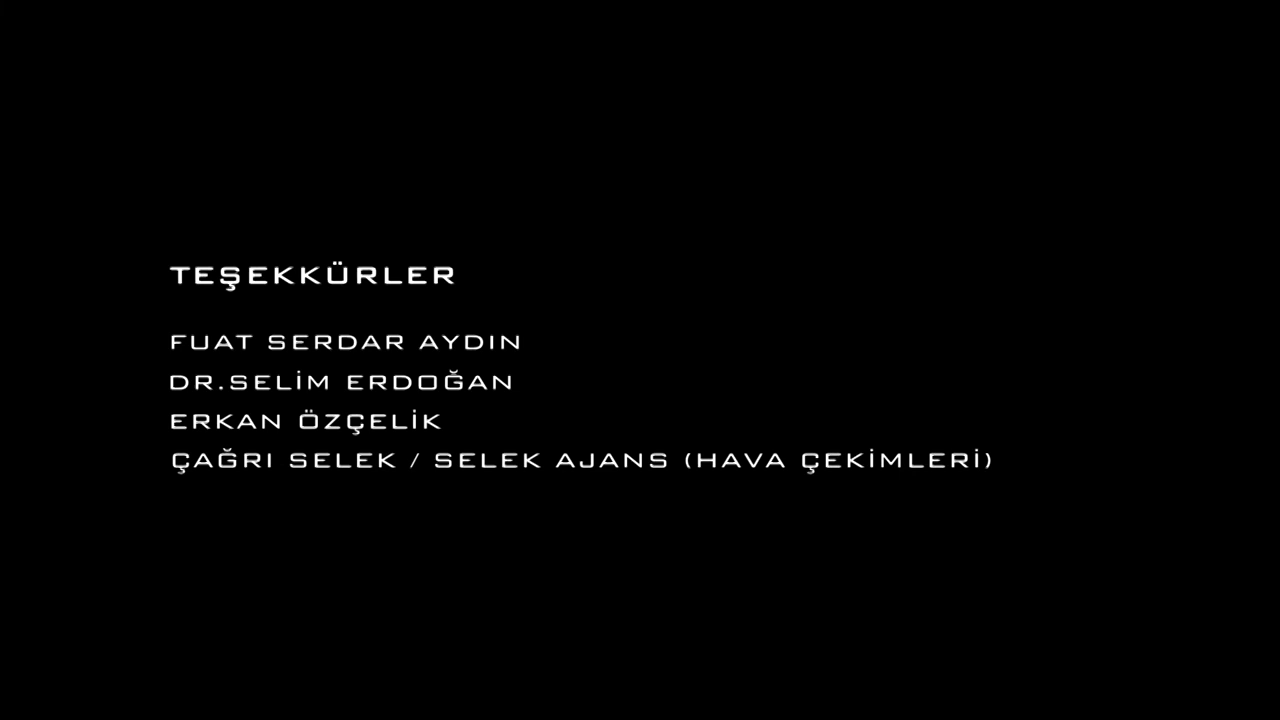 TEŞEKKÜRLER
FUAT SERDAR AYDIN
DR.SELİM ERDOĞAN
ERKAN ÖZÇELİK
ÇAĞRI SELEK / SELEK AJANS (HAVA ÇEKİMLERİ)